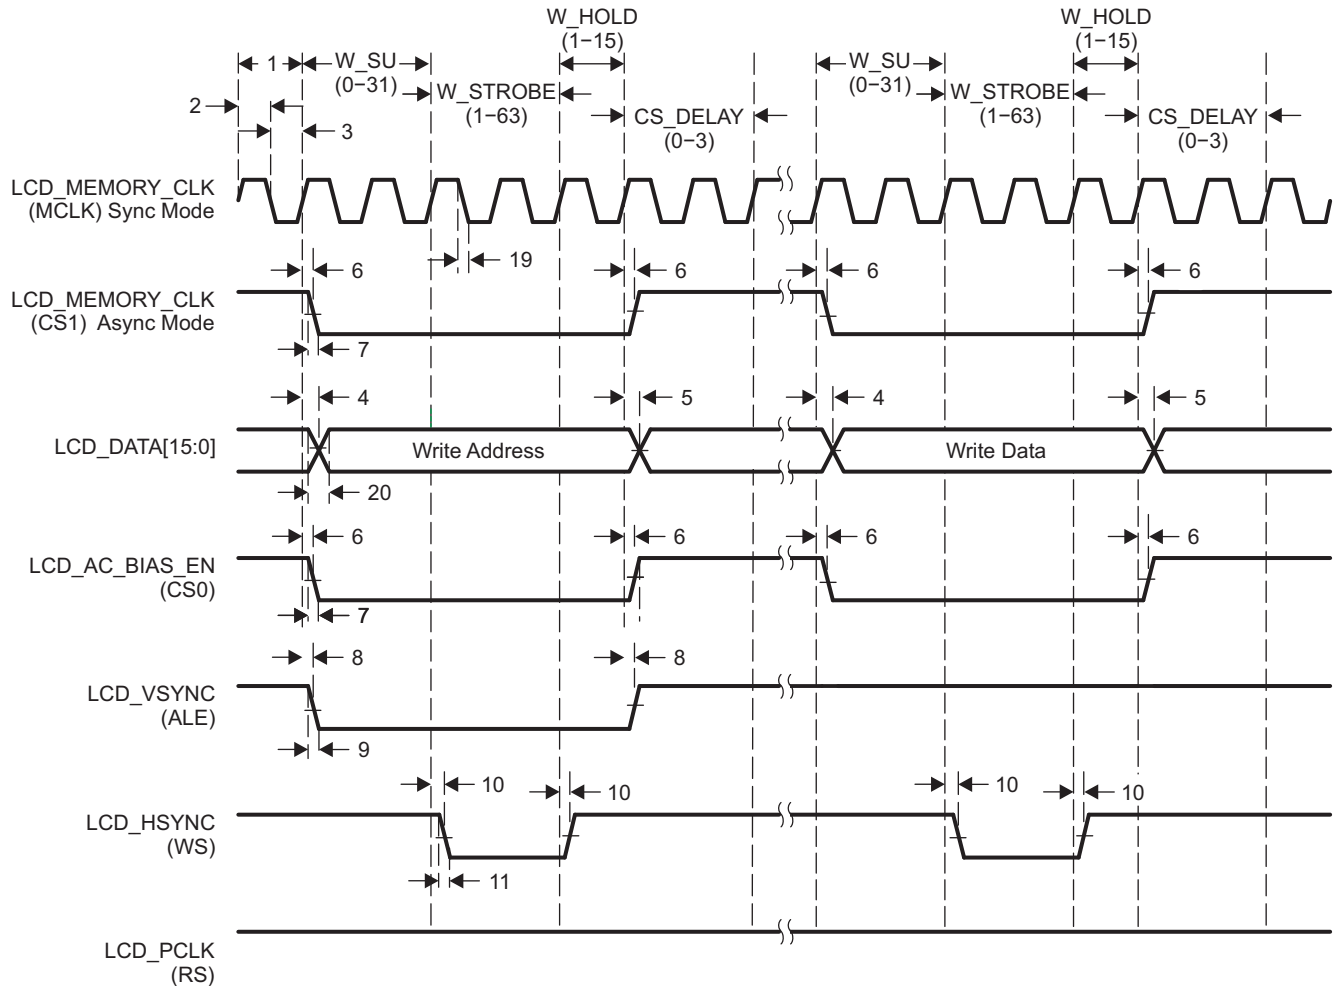 W_HOLD
(1−15)
W_HOLD
(1−15)
1
W_SU
(0−31)
W_SU
(0−31)
2
W_STROBE
(1−63)
W_STROBE
(1−63)
3
CS_DELAY
(0−3)
CS_DELAY
(0−3)
LCD_MEMORY_CLK
(MCLK) Sync Mode
19
6
6
6
6
LCD_MEMORY_CLK
(CS1) Async Mode
7
4
5
4
5
LCD_DATA[15:0]
Write Address
Write Data
20
6
6
6
6
LCD_AC_BIAS_EN
(CS0)
7
8
8
LCD_VSYNC
(ALE)
9
10
10
10
10
LCD_HSYNC
(WS)
11
LCD_PCLK
(RS)